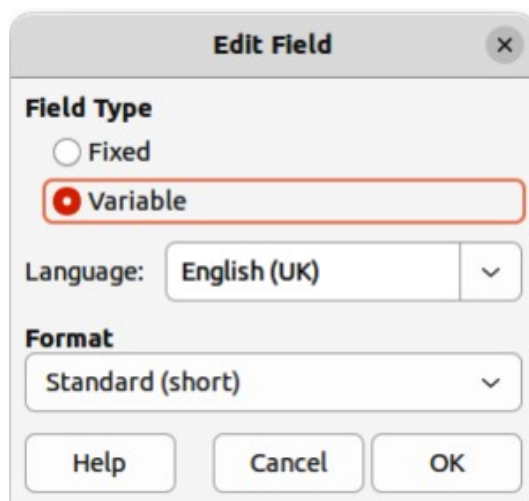 Edit Field
Field Type
Fixed
Variable
Language: English (UK)
Format
Standard (short)
Help Cancel OK